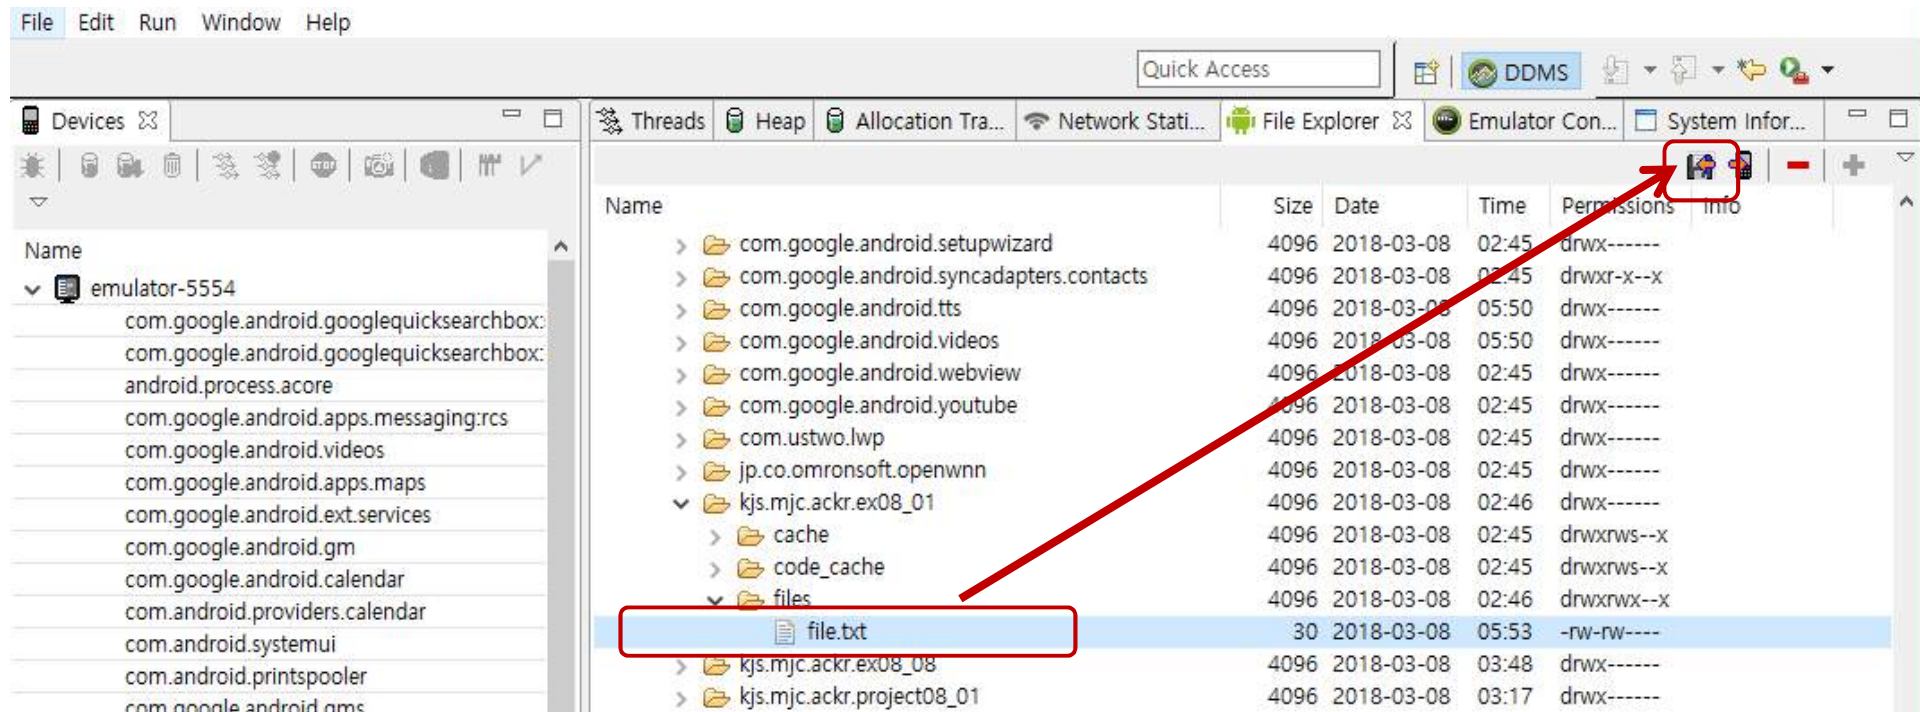 File Edit Run Window Help
Quick Access DDMS
Devices Threads Heap Allocation Tra... Network Stati... File Explorer Emulator Con... System Infor...
Name
emulator-5554
com.google.android.googlequicksearchbox:
com.google.android.googlequicksearchbox:
android.process.acore
com.google.android.apps.messaging:rcs
com.google.android.videos
com.google.android.apps.maps
com.google.android.ext.services
com.google.android.gm
com.google.android.calendar
com.android.providers.calendar
com.android.systemui
com.android.printspooler
com.google.android.gms
Name Size Date Time Permissions Info
com.google.android.setupwizard 4096 2018-03-08 02:45 drwx------
com.google.android.syncadapters.contacts 4096 2018-03-08 02:45 drwxr-x--x
com.google.android.tts 4096 2018-03-08 05:50 drwx------
com.google.android.videos 4096 2018-03-08 05:50 drwx------
com.google.android.webview 4096 2018-03-08 02:45 drwx------
com.google.android.youtube 4096 2018-03-08 02:45 drwx------
com.ustwo.lwp 4096 2018-03-08 02:45 drwx------
jp.co.omronsoft.openwnn 4096 2018-03-08 02:45 drwx------
kjs.mjc.ackr.ex08_01 4096 2018-03-08 02:46 drwx------
cache 4096 2018-03-08 02:45 drwxrws--x
code_cache 4096 2018-03-08 02:45 drwxrws--x
files 4096 2018-03-08 02:46 drwxrwx--x
file.txt 30 2018-03-08 05:53 -rw-rw----
kjs.mjc.ackr.ex08_08 4096 2018-03-08 03:48 drwx------
kjs.mjc.ackr.project08_01 4096 2018-03-08 03:17 drwx------